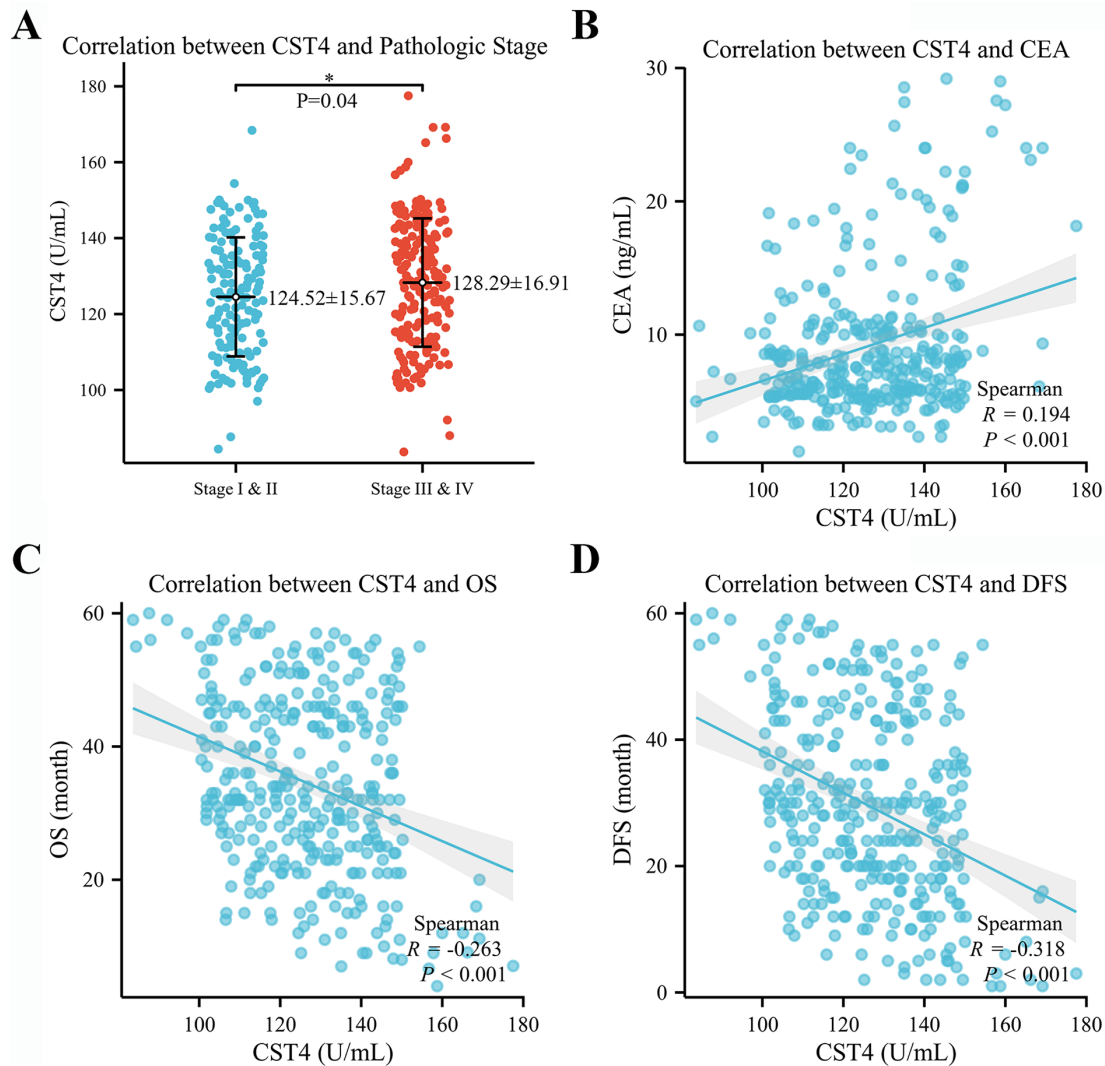 A
Correlation between CST4 and Pathologic Stage
*
P=0.04
180
160
140
120
100
CST4 (U/mL)
124.52±15.67
128.29±16.91
Stage I & II
Stage III & IV
B
Correlation between CST4 and CEA
30
20
10
CEA (ng/mL)
Spearman
R = 0.194
P < 0.001
100
120
140
160
180
CST4 (U/mL)
C
Correlation between CST4 and OS
60
40
20
OS (month)
Spearman
R = -0.263
P < 0.001
100
120
140
160
180
CST4 (U/mL)
D
Correlation between CST4 and DFS
60
40
20
0
DFS (month)
Spearman
R = -0.318
P < 0.001
100
120
140
160
180
CST4 (U/mL)